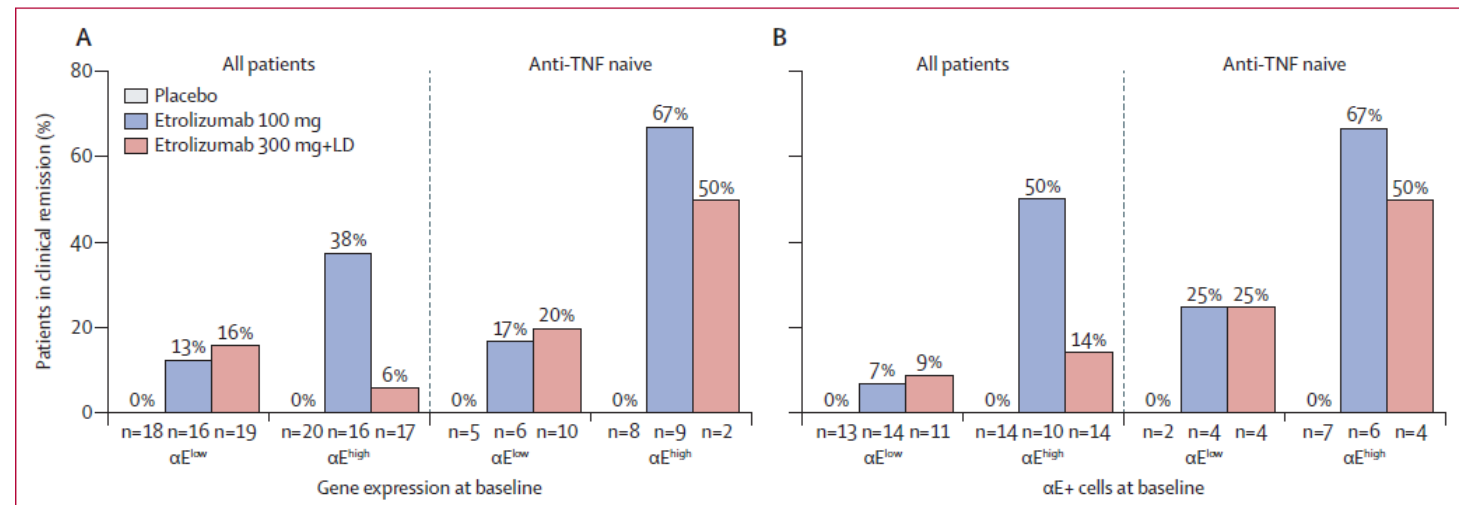 A
B
All patients
Anti-TNF naive
All patients
Anti-TNF naive
Patients in clinical remission (%)
80
60
40
20
0
Placebo
Etrolizumab 100 mg
Etrolizumab 300 mg+LD
0% 13% 16% 0% 38% 6% 0% 17% 20% 0% 67% 50%
0% 7% 9% 0% 50% 14% 0% 25% 25% 0% 67% 50%
n=18 n=16 n=19 n=20 n=16 n=17 n=5 n=6 n=10 n=8 n=9 n=2
n=13 n=14 n=11 n=14 n=10 n=14 n=2 n=4 n=4 n=7 n=6 n=4
αElow αEhigh αElow αEhigh
αElow αEhigh αElow αEhigh
Gene expression at baseline
αE+ cells at baseline